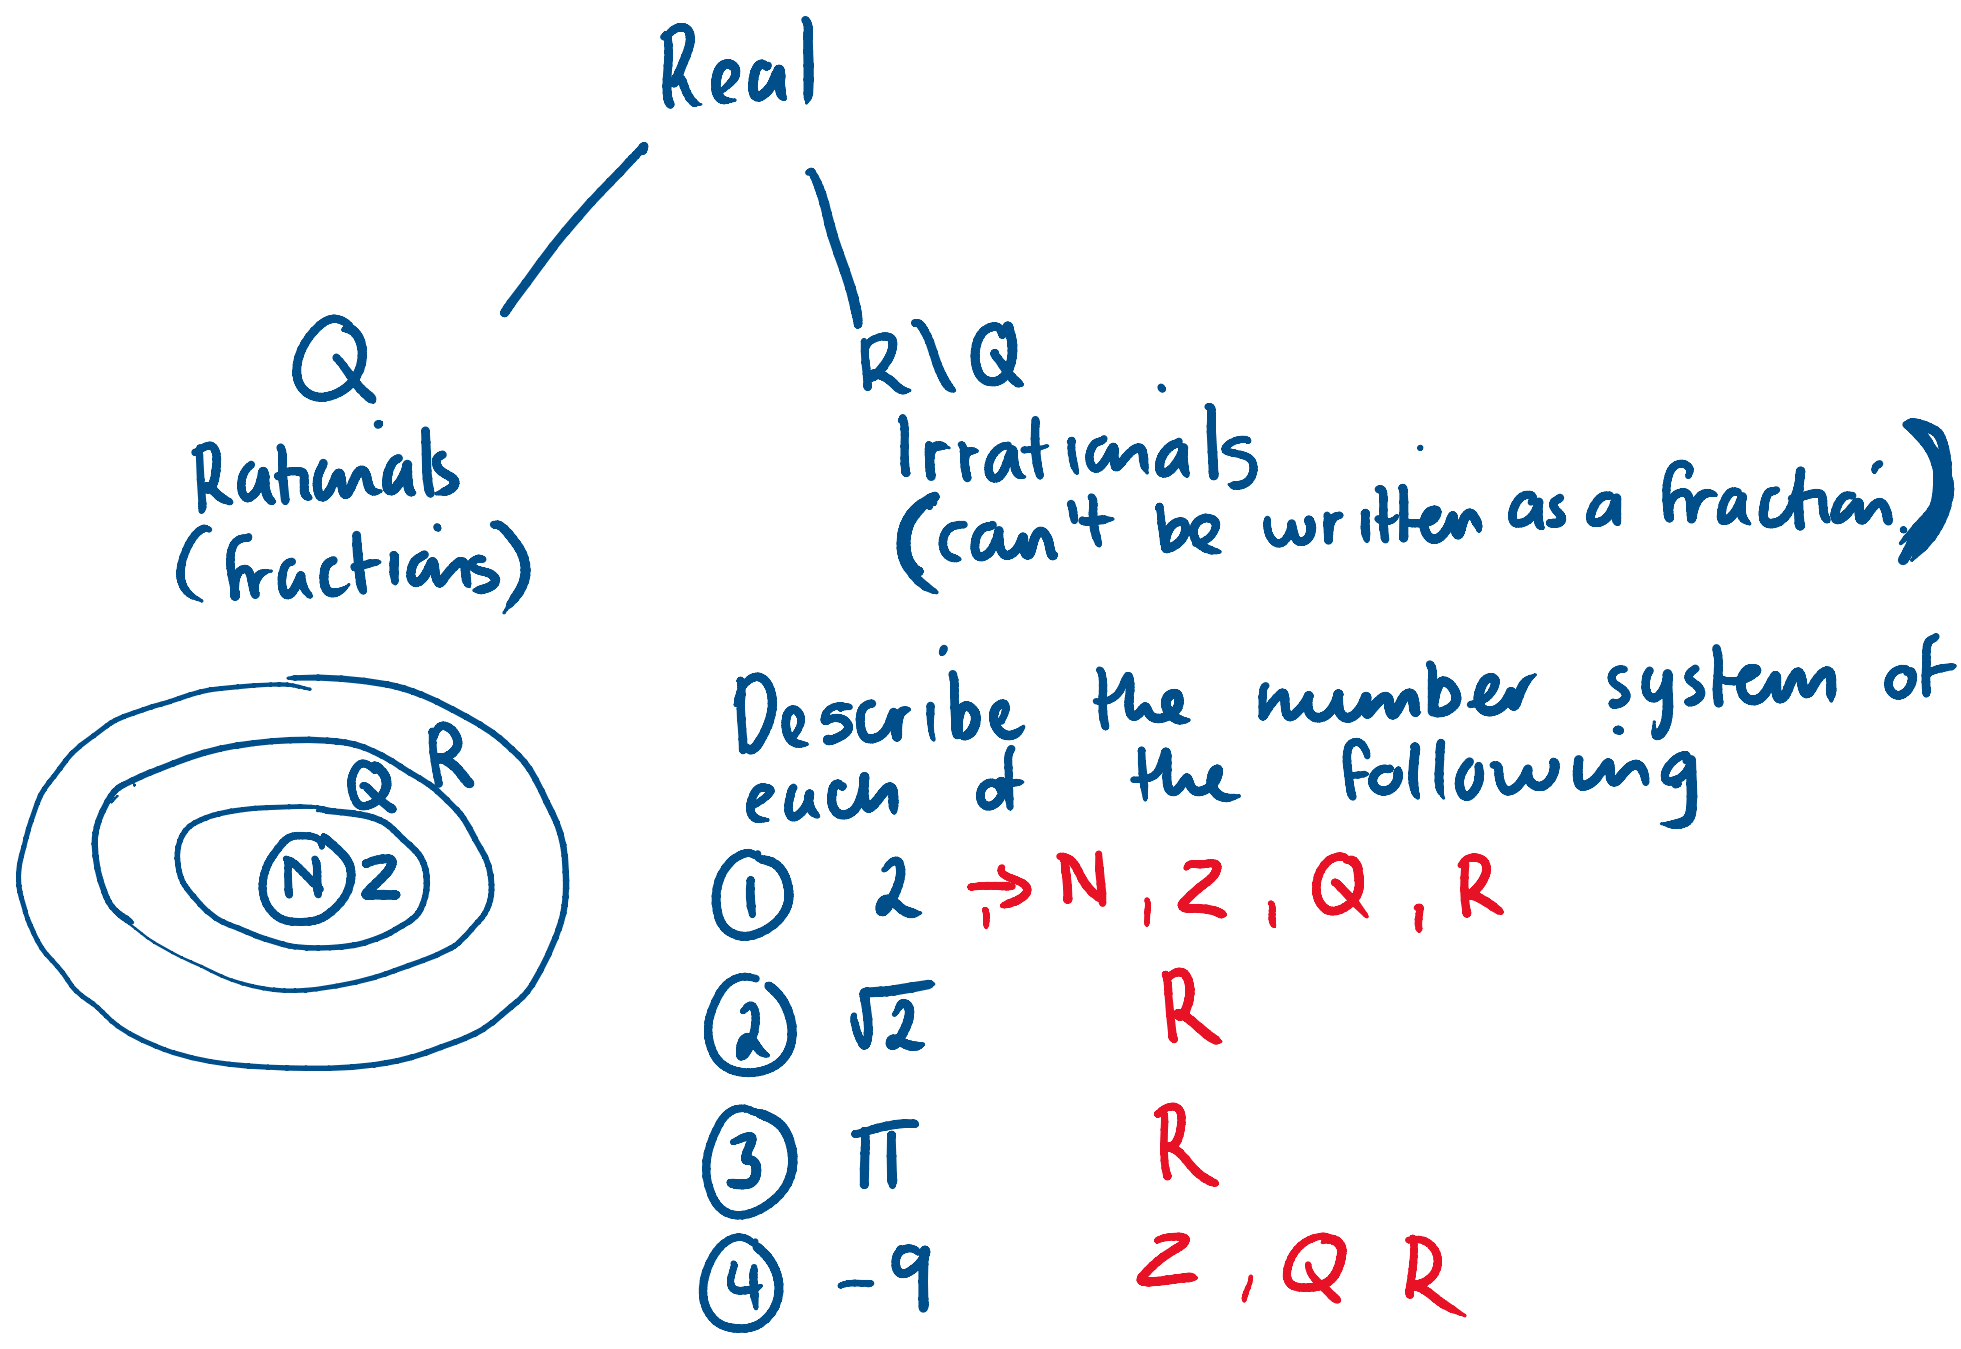 Real
Q
Rationals
(fractions)
R\Q
Irrationals
(can't be written as a fraction)
R
Q
N Z
Describe the number system of
each of the following
① 2 → N, Z, Q, R
② √2 R
③ π R
④ -9 Z, Q R